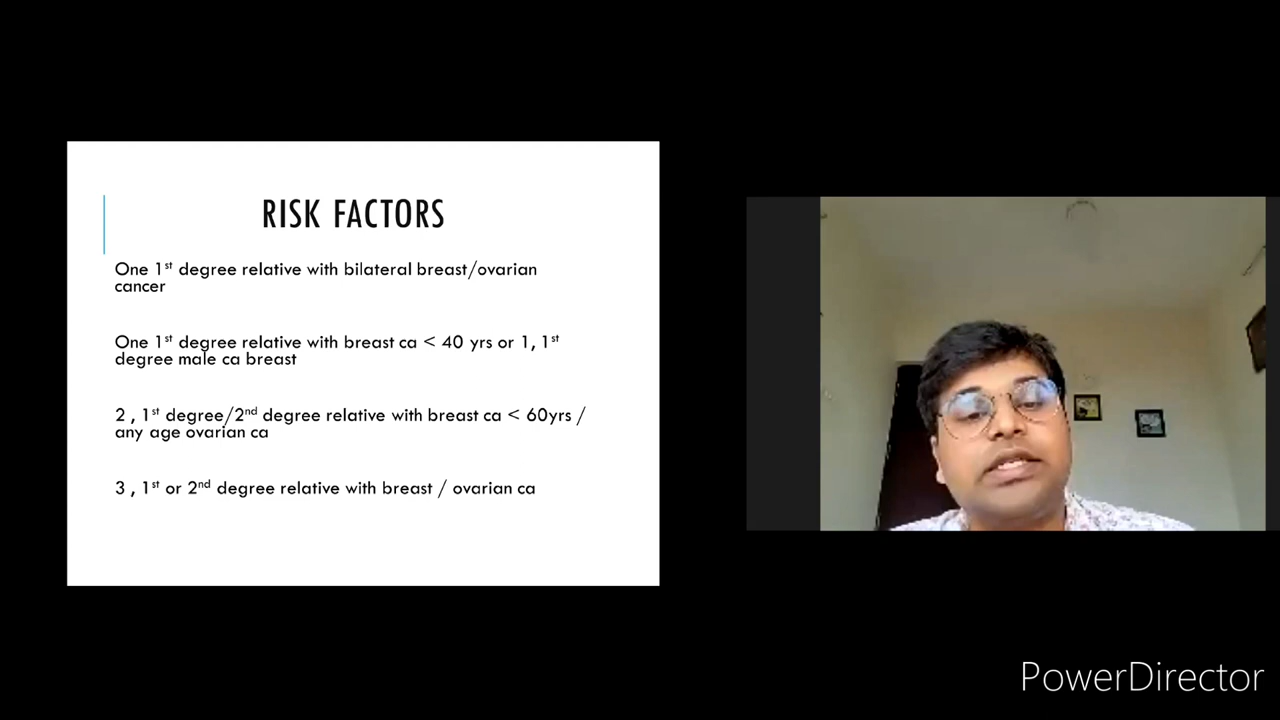 RISK FACTORS
One 1st degree relative with bilateral breast/ovarian
cancer
One 1st degree relative with breast ca < 40 yrs or 1, 1st
degree male ca breast
2 , 1st degree/2nd degree relative with breast ca < 60yrs /
any age ovarian ca
3 , 1st or 2nd degree relative with breast / ovarian ca
PowerDirector